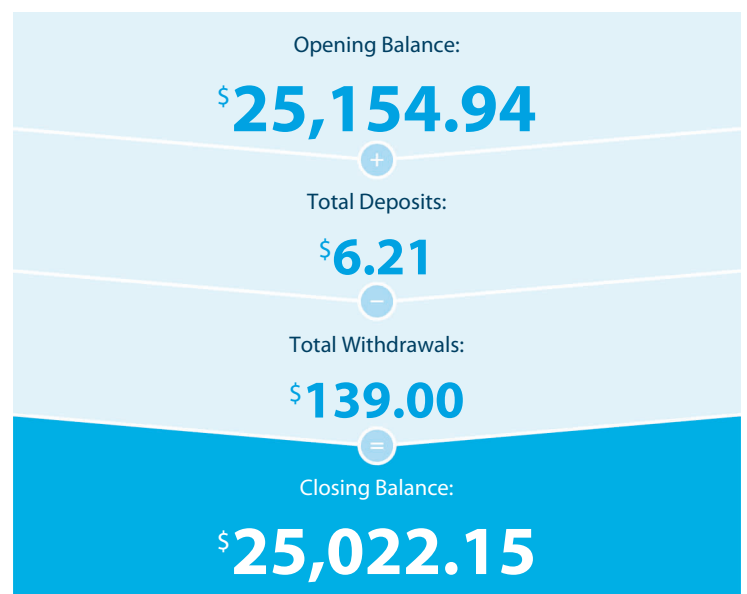 Opening Balance:
$25,154.94
+
Total Deposits:
$6.21
−
Total Withdrawals:
$139.00
=
Closing Balance:
$25,022.15